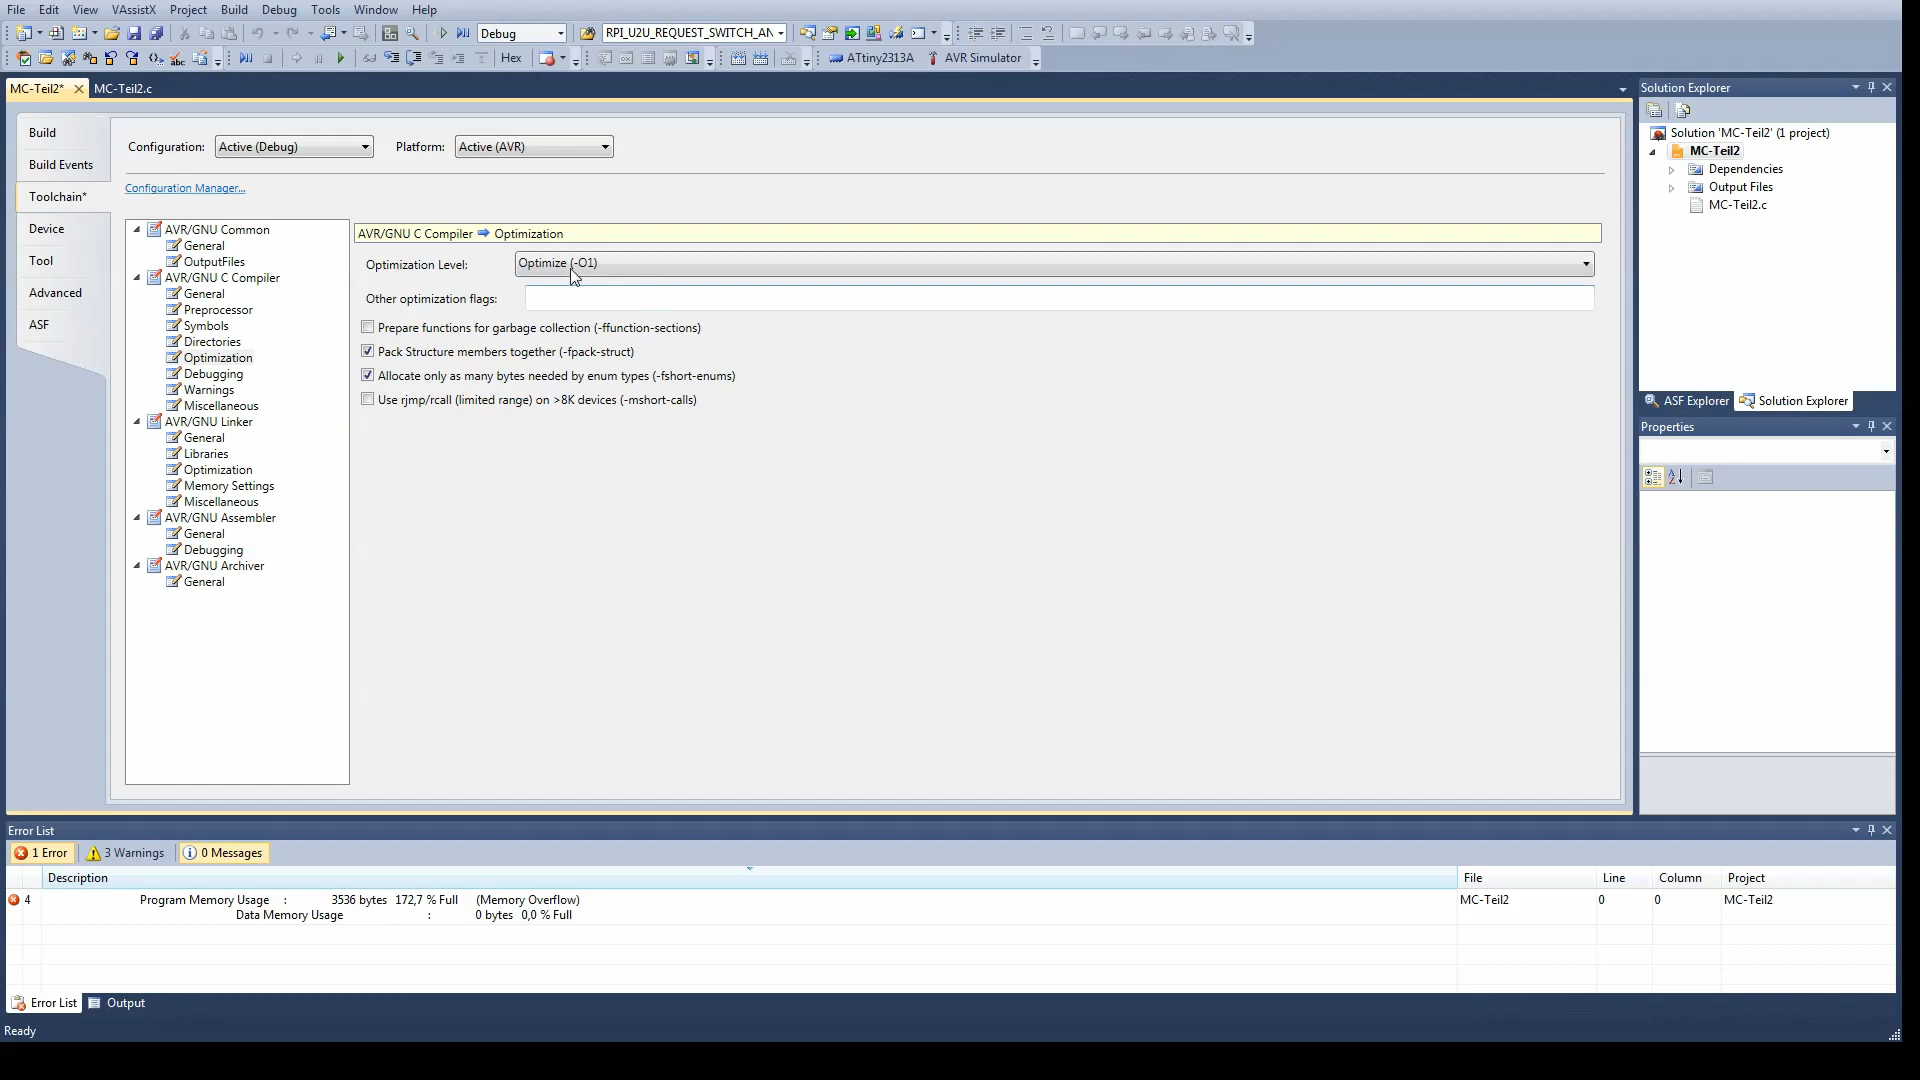 File Edit View VAssistX Project Build Debug Tools Window Help
Debug RPI_U2U_REQUEST_SWITCH_AN
Hex ATtiny2313A AVR Simulator
MC-Teil2* MC-Teil2.c
Build
Build Events
Toolchain*
Device
Tool
Advanced
ASF
Configuration: Active (Debug) Platform: Active (AVR)
Configuration Manager...
AVR/GNU Common
General
OutputFiles
AVR/GNU C Compiler
General
Preprocessor
Symbols
Directories
Optimization
Debugging
Warnings
Miscellaneous
AVR/GNU Linker
General
Libraries
Optimization
Memory Settings
Miscellaneous
AVR/GNU Assembler
General
Debugging
AVR/GNU Archiver
General
AVR/GNU C Compiler Optimization
Optimization Level: Optimize (-O1)
Other optimization flags:
Prepare functions for garbage collection (-ffunction-sections)
Pack Structure members together (-fpack-struct)
Allocate only as many bytes needed by enum types (-fshort-enums)
Use rjmp/rcall (limited range) on >8K devices (-mshort-calls)
Solution Explorer
Solution 'MC-Teil2' (1 project)
MC-Teil2
Dependencies
Output Files
MC-Teil2.c
ASF Explorer Solution Explorer
Properties
Error List
1 Error 3 Warnings 0 Messages
Description File Line Column Project
4 Program Memory Usage : 3536 bytes 172,7 % Full (Memory Overflow) MC-Teil2 0 0 MC-Teil2
Data Memory Usage : 0 bytes 0,0 % Full
Error List Output
Ready